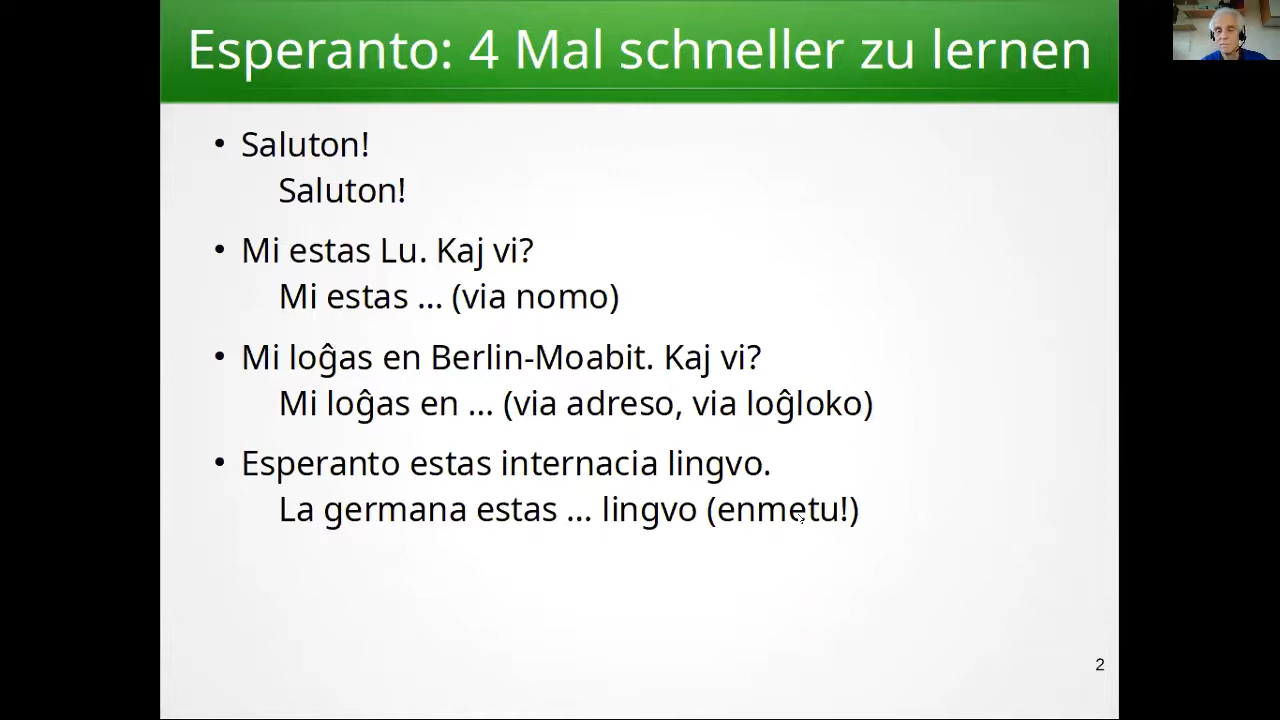 Esperanto: 4 Mal schneller zu lernen
• Saluton!
Saluton!
• Mi estas Lu. Kaj vi?
Mi estas ... (via nomo)
• Mi loĝas en Berlin-Moabit. Kaj vi?
Mi loĝas en ... (via adreso, via loĝloko)
• Esperanto estas internacia lingvo.
La germana estas ... lingvo (enmetu!)
2